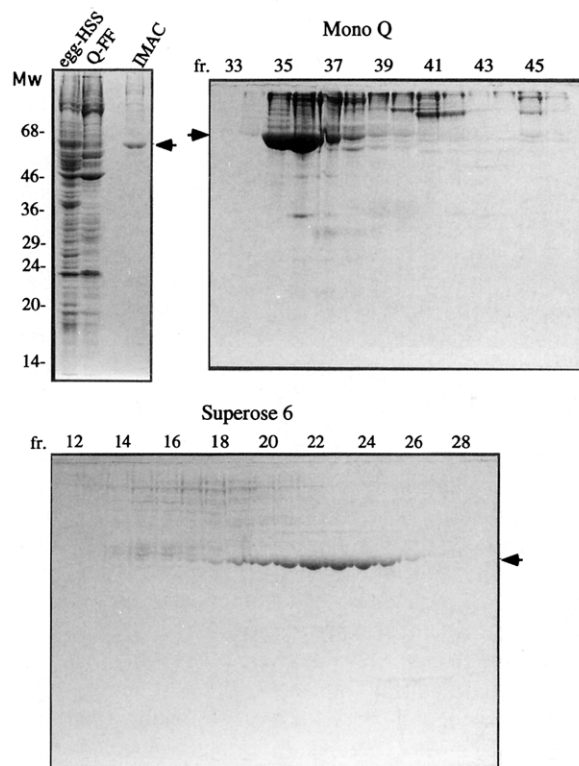 egg-HSS Q-FF IMAC
Mw
68-
46-
36-
29-
24-
20-
14-
Mono Q
fr. 33 35 37 39 41 43 45
Superose 6
fr. 12 14 16 18 20 22 24 26 28